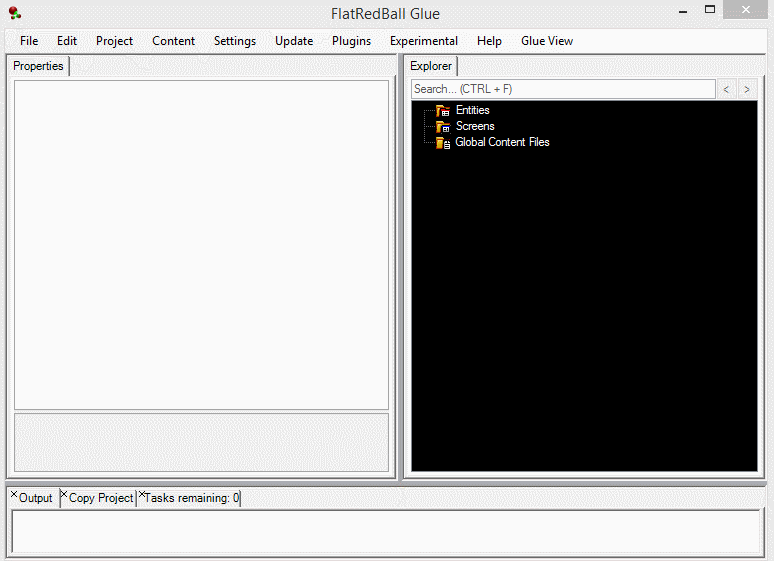 FlatRedBall Glue
File Edit Project Content Settings Update Plugins Experimental Help Glue View
Properties
Explorer
Search... (CTRL + F) < >
Entities
Screens
Global Content Files
Output Copy Project Tasks remaining: 0